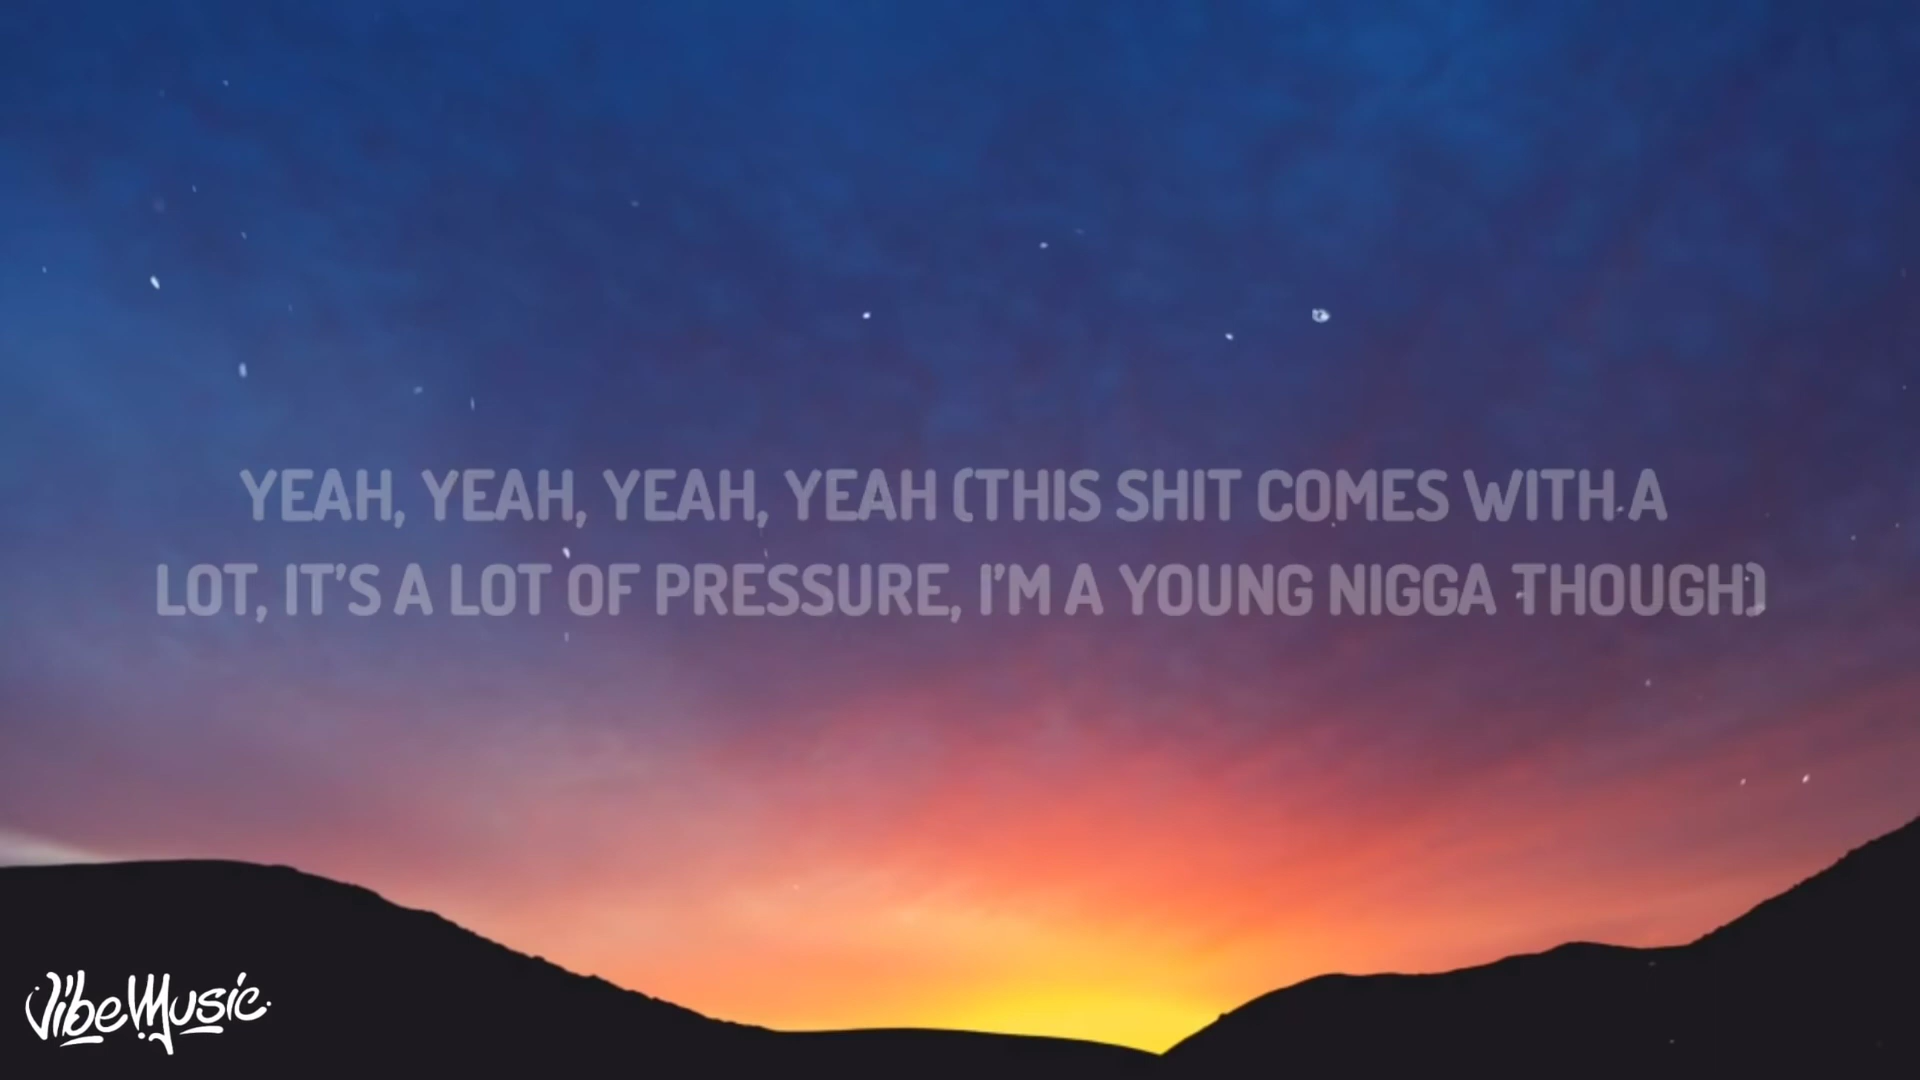 YEAH, YEAH, YEAH, YEAH (THIS SHIT COMES WITH A
LOT, IT'S A LOT OF PRESSURE, I'M A YOUNG NIGGA THOUGH)
VibeMusic